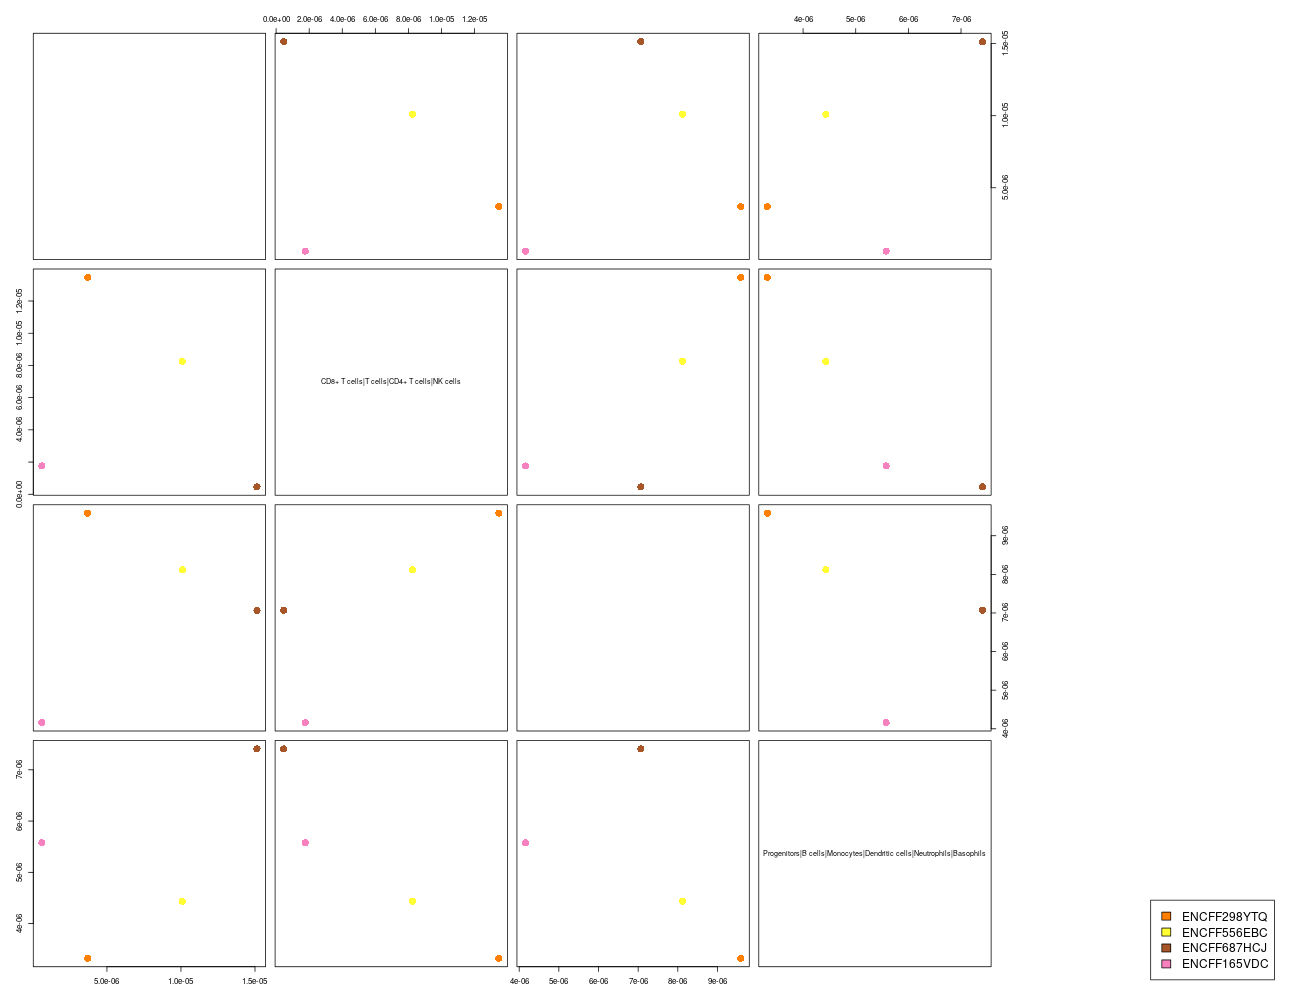 0.0e+00 2.0e-06 4.0e-06 6.0e-06 8.0e-06 1.0e-05 1.2e-05
4e-06 5e-06 6e-06 7e-06
1.5e-05
1.0e-05
5.0e-06
1.2e-05
1.0e-05
8.0e-06
6.0e-06
4.0e-06
0.0e+00
CD8+ T cells|T cells|CD4+ T cells|NK cells
9e-06
8e-06
7e-06
6e-06
5e-06
4e-06
7e-06
6e-06
5e-06
4e-06
Progenitors|B cells|Monocytes|Dendritic cells|Neutrophils|Basophils
5.0e-06 1.0e-05 1.5e-05
4e-06 5e-06 6e-06 7e-06 8e-06 9e-06
ENCFF298YTQ
ENCFF556EBC
ENCFF687HCJ
ENCFF165VDC